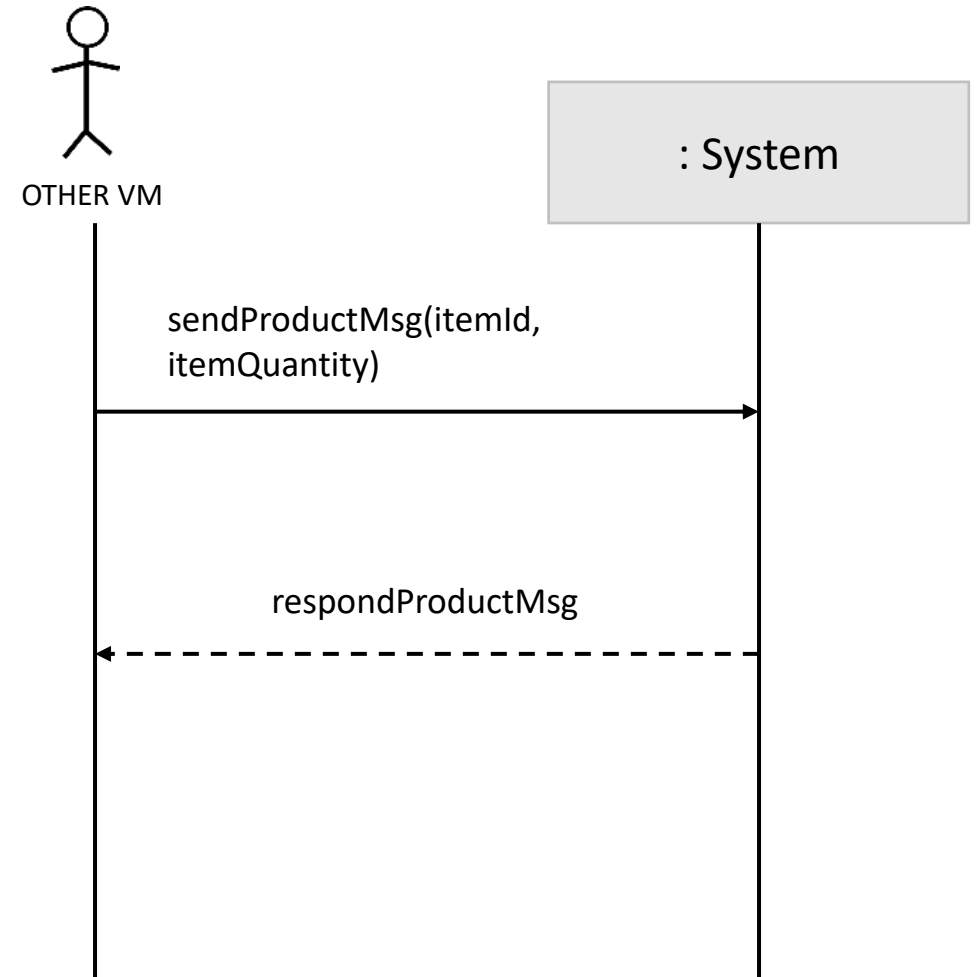 OTHER VM
: System
sendProductMsg(itemId,
itemQuantity)
respondProductMsg